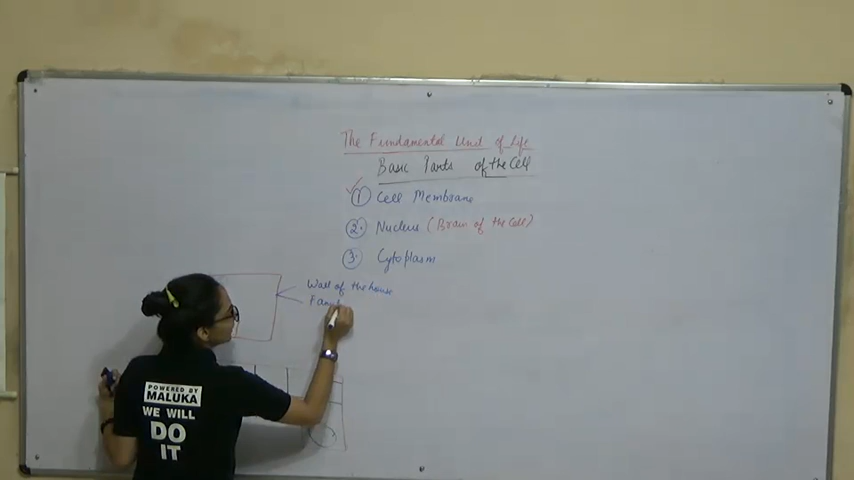 The Fundamental Unit of Life
Basic Parts of the Cell
1 Cell Membrane
2. Nucleus (Brain of the Cell)
3. Cytoplasm
Wall of the house
POWERED BY
MALUKA
WE WILL
DO
IT